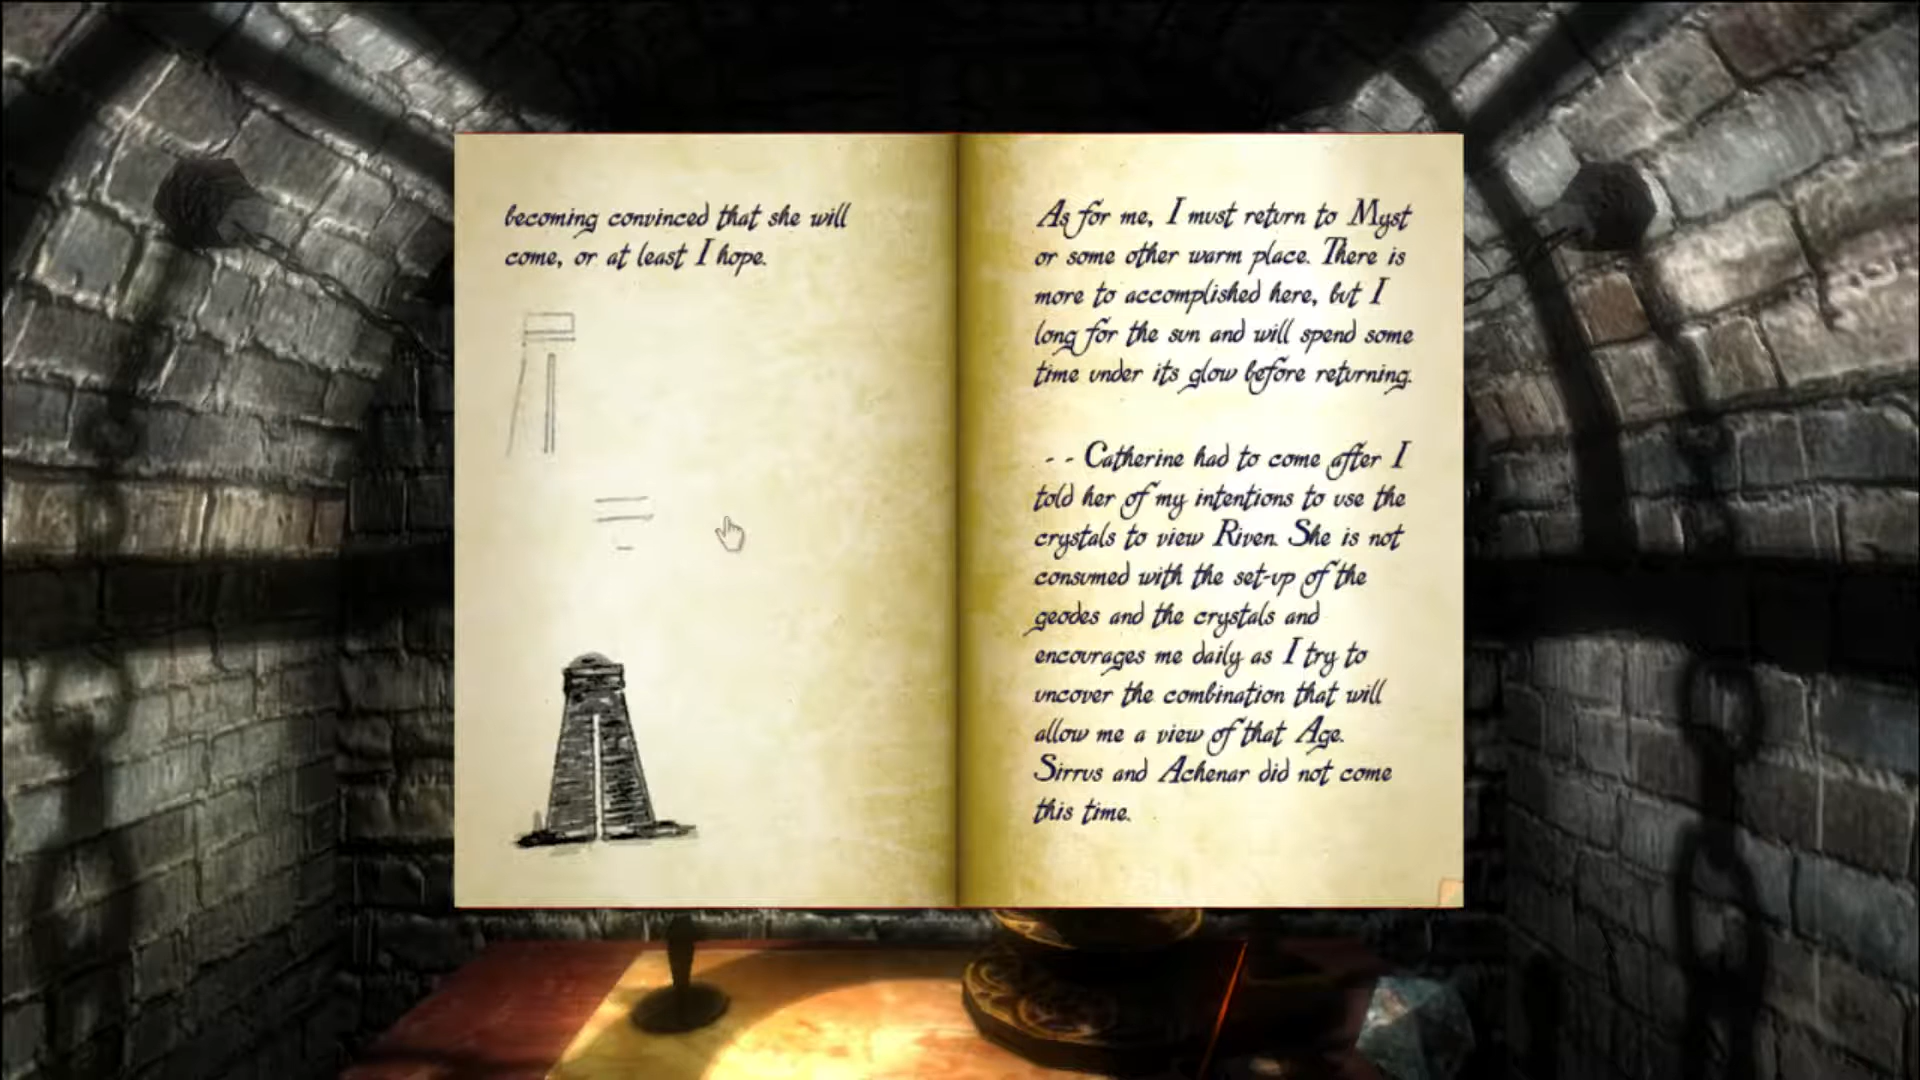 becoming convinced that she will
come, or at least I hope.
As for me, I must return to Myst
or some other warm place. There is
more to accomplished here, but I
long for the sun and will spend some
time under its glow before returning.
- - Catherine had to come after I
told her of my intentions to use the
crystals to view Riven. She is not
consumed with the set-up of the
geodes and the crystals and
encourages me daily as I try to
uncover the combination that will
allow me a view of that Age.
Sirrus and Achenar did not come
this time.